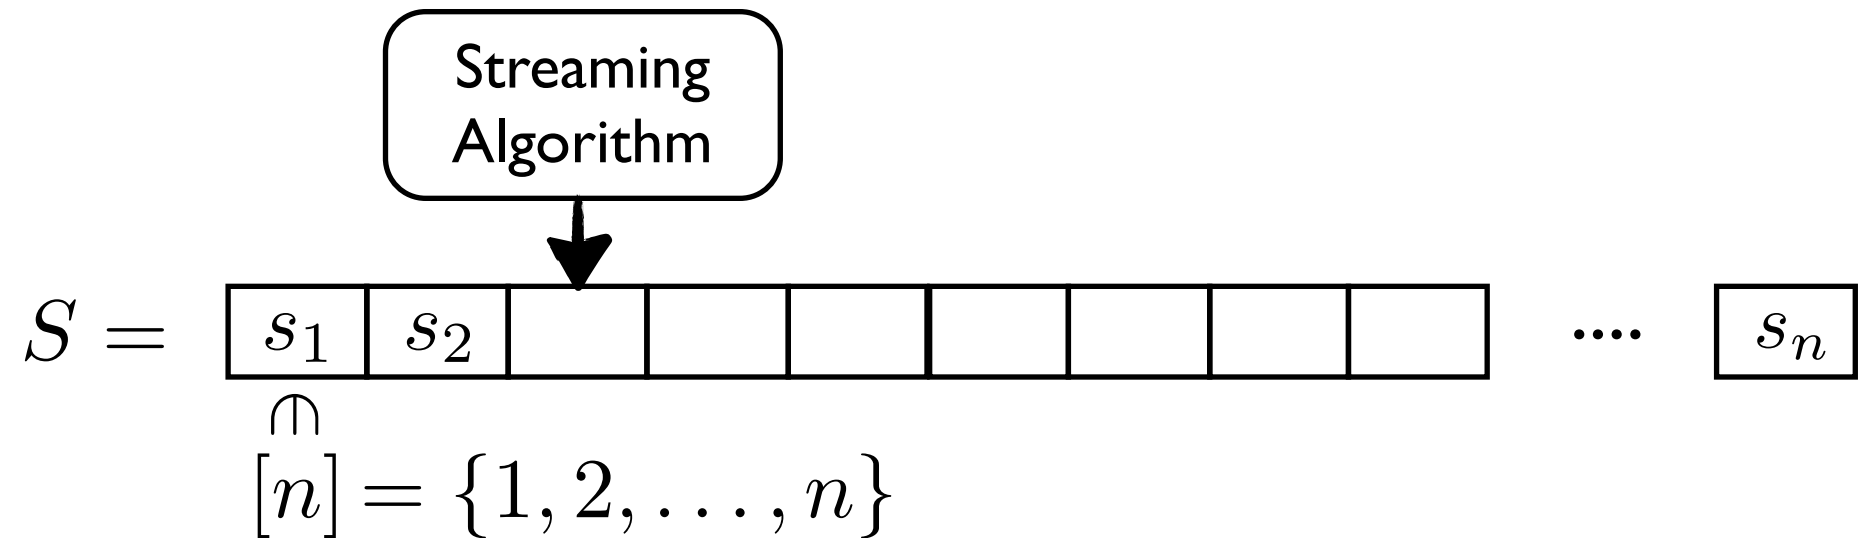 Streaming
Algorithm
S = s₁ s₂ .... sₙ
∈
[n] = {1, 2, . . . , n}